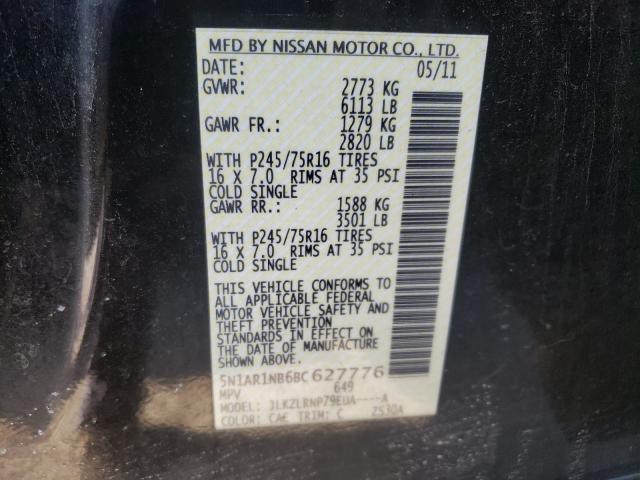 MFD BY NISSAN MOTOR CO., LTD.
DATE: 05/11
GVWR: 2773 KG
6113 LB
GAWR FR.: 1279 KG
2820 LB
WITH P245/75R16 TIRES
16 X 7.0 RIMS AT 35 PSI
COLD SINGLE
GAWR RR.: 1588 KG
3501 LB
WITH P245/75R16 TIRES
16 X 7.0 RIMS AT 35 PSI
COLD SINGLE
THIS VEHICLE CONFORMS TO
ALL APPLICABLE FEDERAL
MOTOR VEHICLE SAFETY AND
THEFT PREVENTION
STANDARDS IN EFFECT ON
THE DATE OF MANUFACTURE
SHOWN ABOVE.
5N1AR1NB6BC627776
MPV 649
MODEL: JLKZLRNP79EUA----A
COLOR: CAE TRIM: C ZS30A